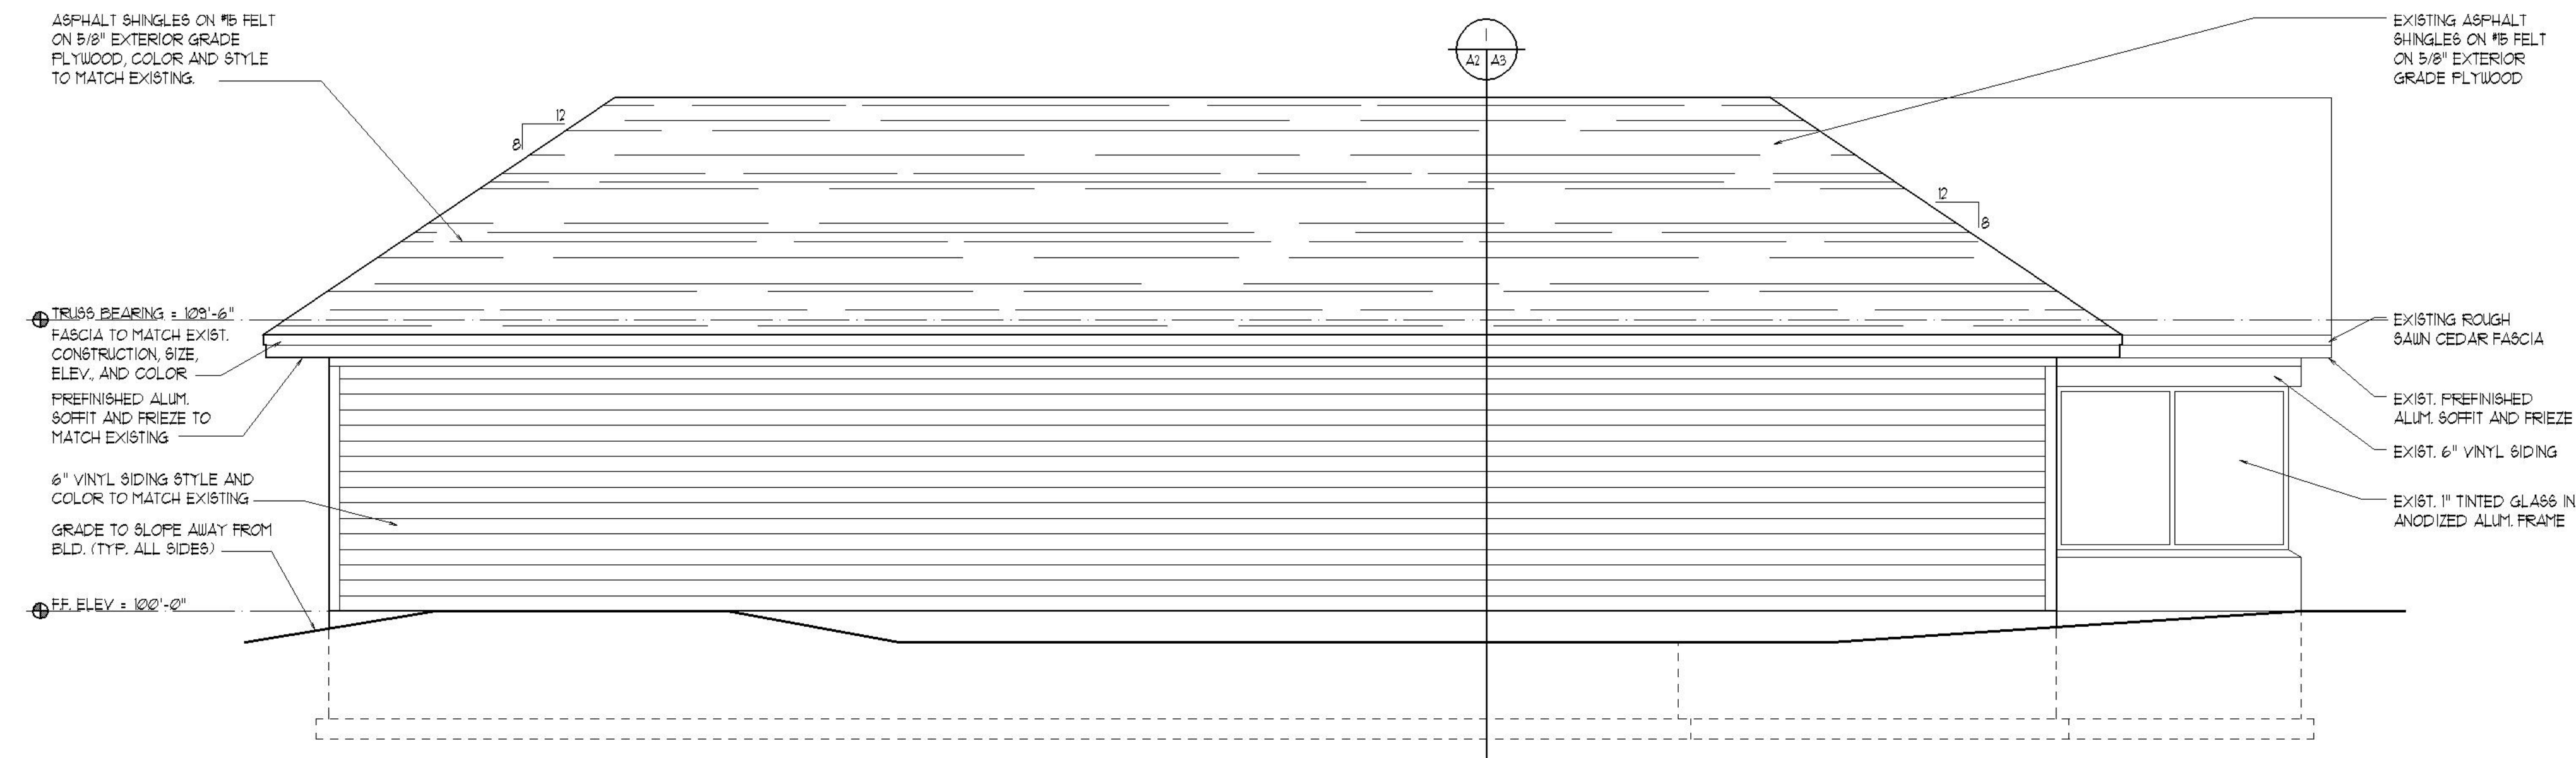 ASPHALT SHINGLES ON #15 FELT
ON 5/8" EXTERIOR GRADE
PLYWOOD, COLOR AND STYLE
TO MATCH EXISTING.
12
8
TRUSS BEARING = 109'-6"
FASCIA TO MATCH EXIST.
CONSTRUCTION, SIZE,
ELEV., AND COLOR
PREFINISHED ALUM.
SOFFIT AND FRIEZE TO
MATCH EXISTING
6" VINYL SIDING STYLE AND
COLOR TO MATCH EXISTING
GRADE TO SLOPE AWAY FROM
BLD. (TYP. ALL SIDES)
F.F. ELEV = 100'-0"
1
A2 A3
12
8
EXISTING ASPHALT
SHINGLES ON #15 FELT
ON 5/8" EXTERIOR
GRADE PLYWOOD
EXISTING ROUGH
SAWN CEDAR FASCIA
EXIST. PREFINISHED
ALUM. SOFFIT AND FRIEZE
EXIST. 6" VINYL SIDING
EXIST. 1" TINTED GLASS IN
ANODIZED ALUM. FRAME